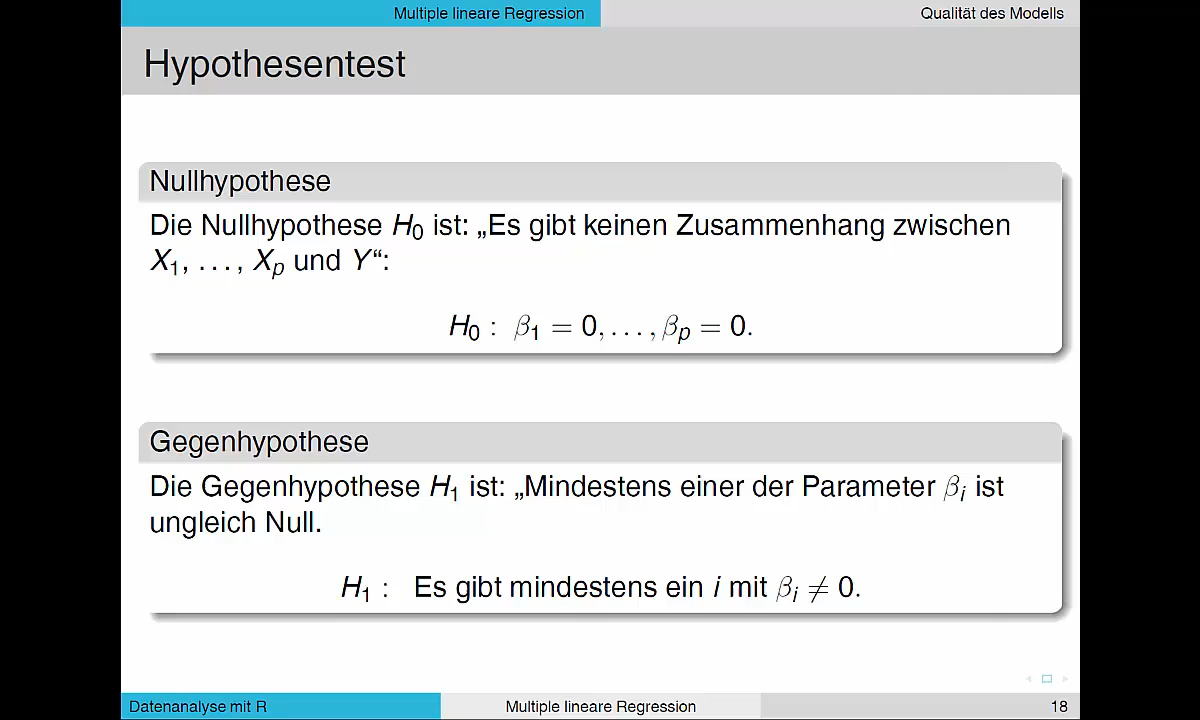 Multiple lineare Regression
Qualität des Modells
Hypothesentest
Nullhypothese
Die Nullhypothese H₀ ist: „Es gibt keinen Zusammenhang zwischen
X₁, . . . , Xₚ und Y“:
H₀ : β₁ = 0, . . . , βₚ = 0.
Gegenhypothese
Die Gegenhypothese H₁ ist: „Mindestens einer der Parameter βᵢ ist
ungleich Null.
H₁ : Es gibt mindestens ein i mit βᵢ ≠ 0.
Datenanalyse mit R
Multiple lineare Regression
18